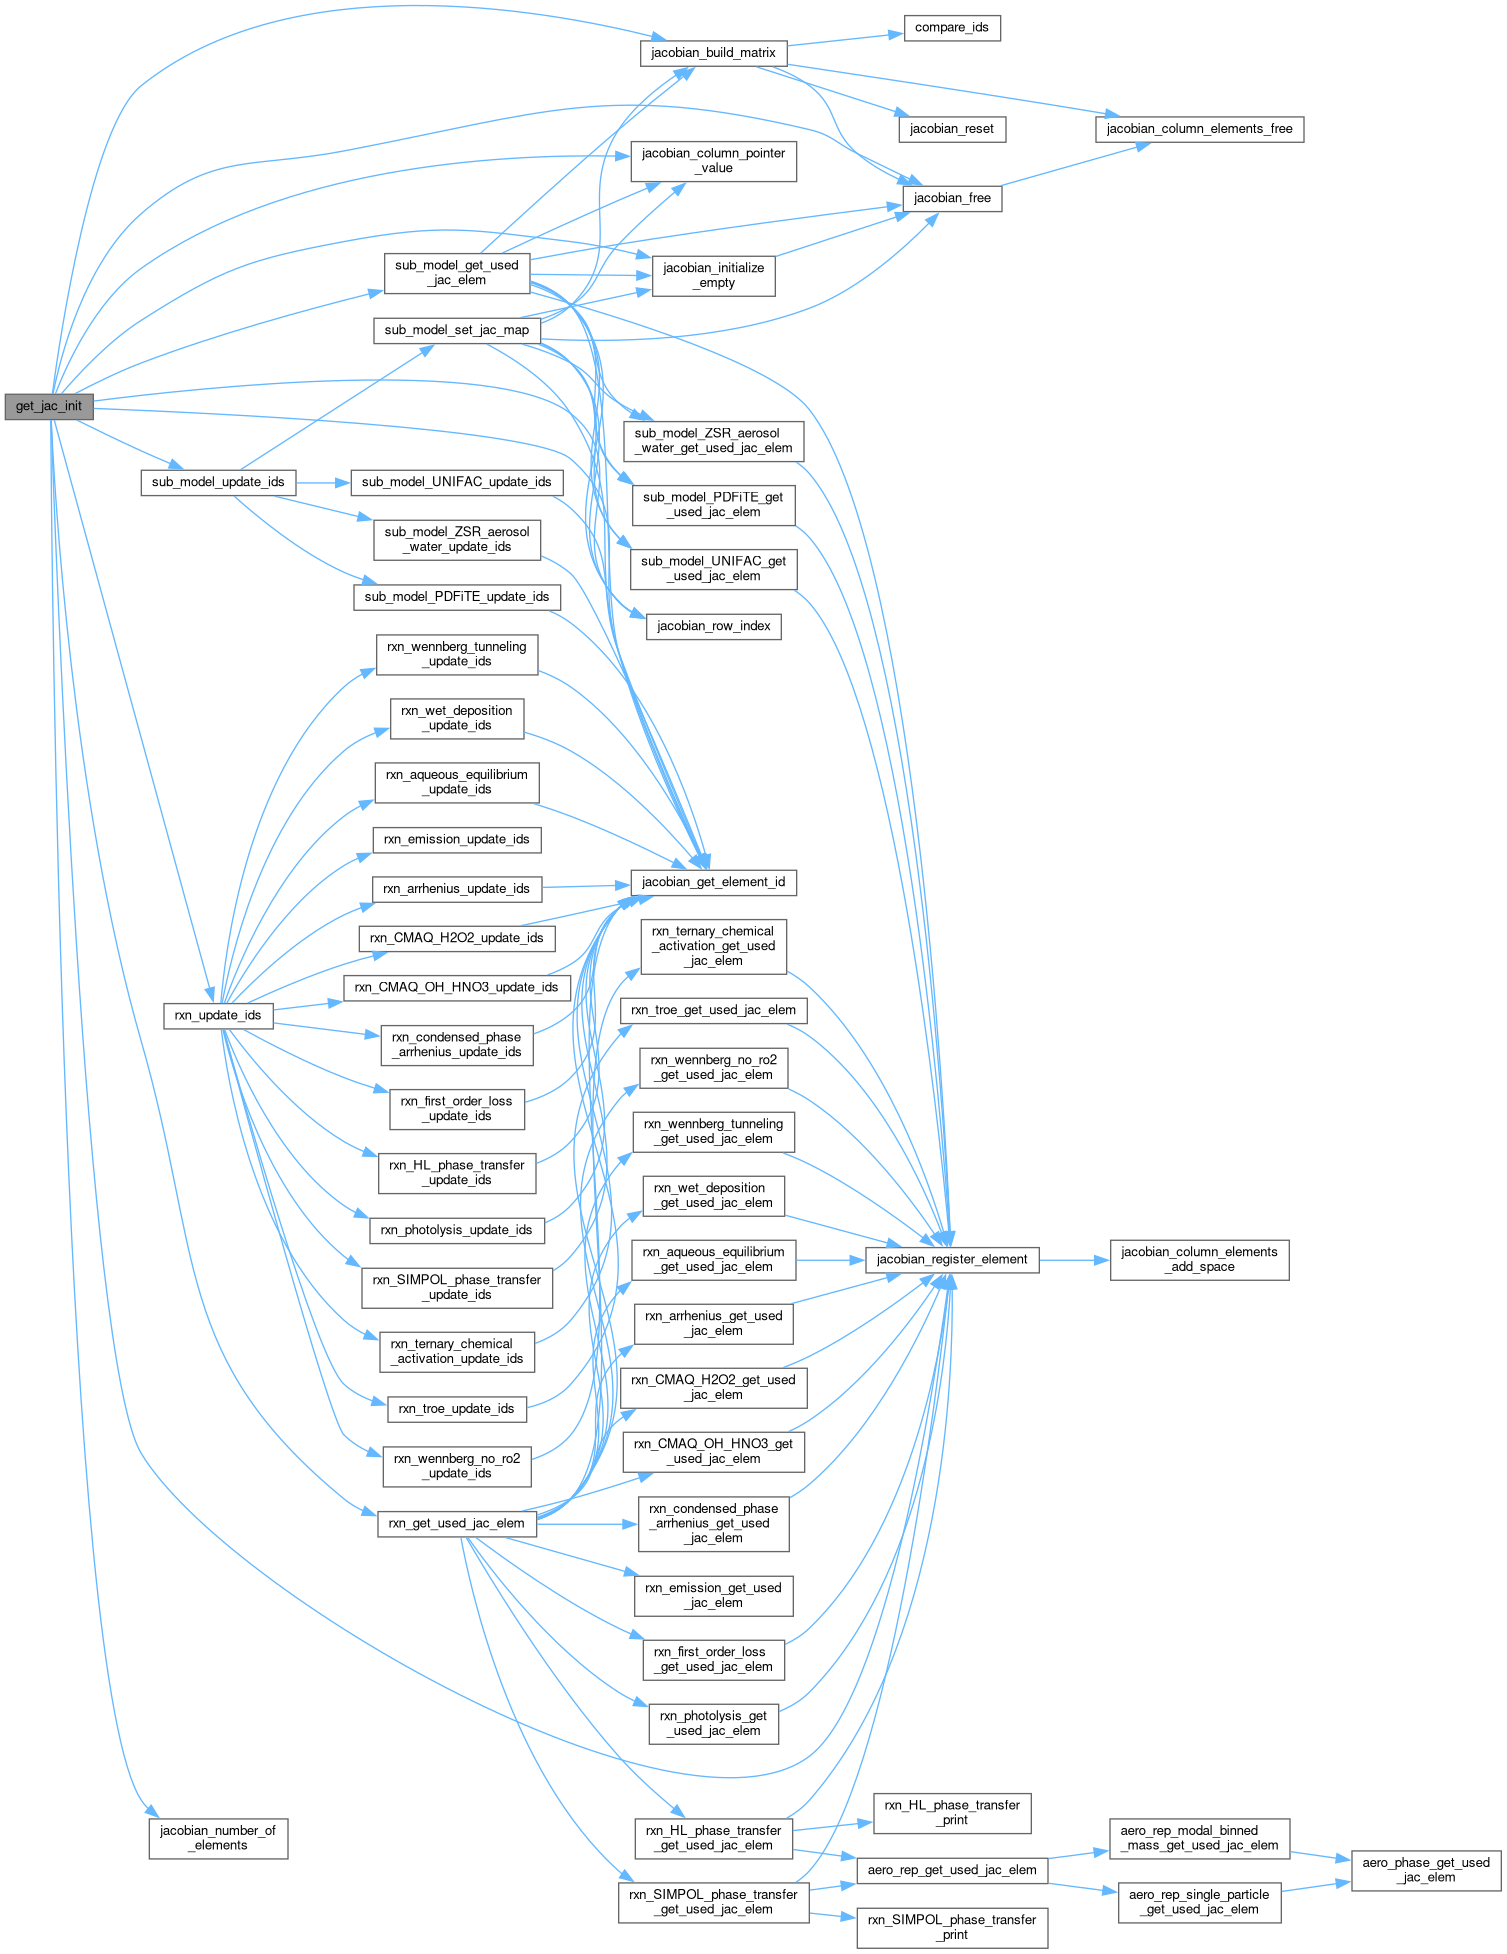 compare_ids
jacobian_build_matrix
jacobian_reset
jacobian_column_elements_free
jacobian_column_pointer
_value
jacobian_free
sub_model_get_used
_jac_elem
jacobian_initialize
_empty
sub_model_set_jac_map
get_jac_init
sub_model_ZSR_aerosol
_water_get_used_jac_elem
sub_model_update_ids
sub_model_UNIFAC_update_ids
sub_model_PDFiTE_get
_used_jac_elem
sub_model_ZSR_aerosol
_water_update_ids
sub_model_UNIFAC_get
_used_jac_elem
sub_model_PDFiTE_update_ids
jacobian_row_index
rxn_wennberg_tunneling
_update_ids
rxn_wet_deposition
_update_ids
rxn_aqueous_equilibrium
_update_ids
rxn_emission_update_ids
rxn_arrhenius_update_ids
jacobian_get_element_id
rxn_CMAQ_H2O2_update_ids
rxn_ternary_chemical
_activation_get_used
_jac_elem
rxn_CMAQ_OH_HNO3_update_ids
rxn_update_ids
rxn_troe_get_used_jac_elem
rxn_condensed_phase
_arrhenius_update_ids
rxn_wennberg_no_ro2
_get_used_jac_elem
rxn_first_order_loss
_update_ids
rxn_wennberg_tunneling
_get_used_jac_elem
rxn_HL_phase_transfer
_update_ids
rxn_wet_deposition
_get_used_jac_elem
rxn_photolysis_update_ids
rxn_aqueous_equilibrium
_get_used_jac_elem
jacobian_register_element
jacobian_column_elements
_add_space
rxn_SIMPOL_phase_transfer
_update_ids
rxn_arrhenius_get_used
_jac_elem
rxn_ternary_chemical
_activation_update_ids
rxn_CMAQ_H2O2_get_used
_jac_elem
rxn_troe_update_ids
rxn_CMAQ_OH_HNO3_get
_used_jac_elem
rxn_wennberg_no_ro2
_update_ids
rxn_get_used_jac_elem
rxn_condensed_phase
_arrhenius_get_used
_jac_elem
rxn_emission_get_used
_jac_elem
rxn_first_order_loss
_get_used_jac_elem
rxn_photolysis_get
_used_jac_elem
jacobian_number_of
_elements
rxn_HL_phase_transfer
_get_used_jac_elem
rxn_HL_phase_transfer
_print
aero_rep_modal_binned
_mass_get_used_jac_elem
aero_rep_get_used_jac_elem
aero_phase_get_used
_jac_elem
rxn_SIMPOL_phase_transfer
_get_used_jac_elem
aero_rep_single_particle
_get_used_jac_elem
rxn_SIMPOL_phase_transfer
_print